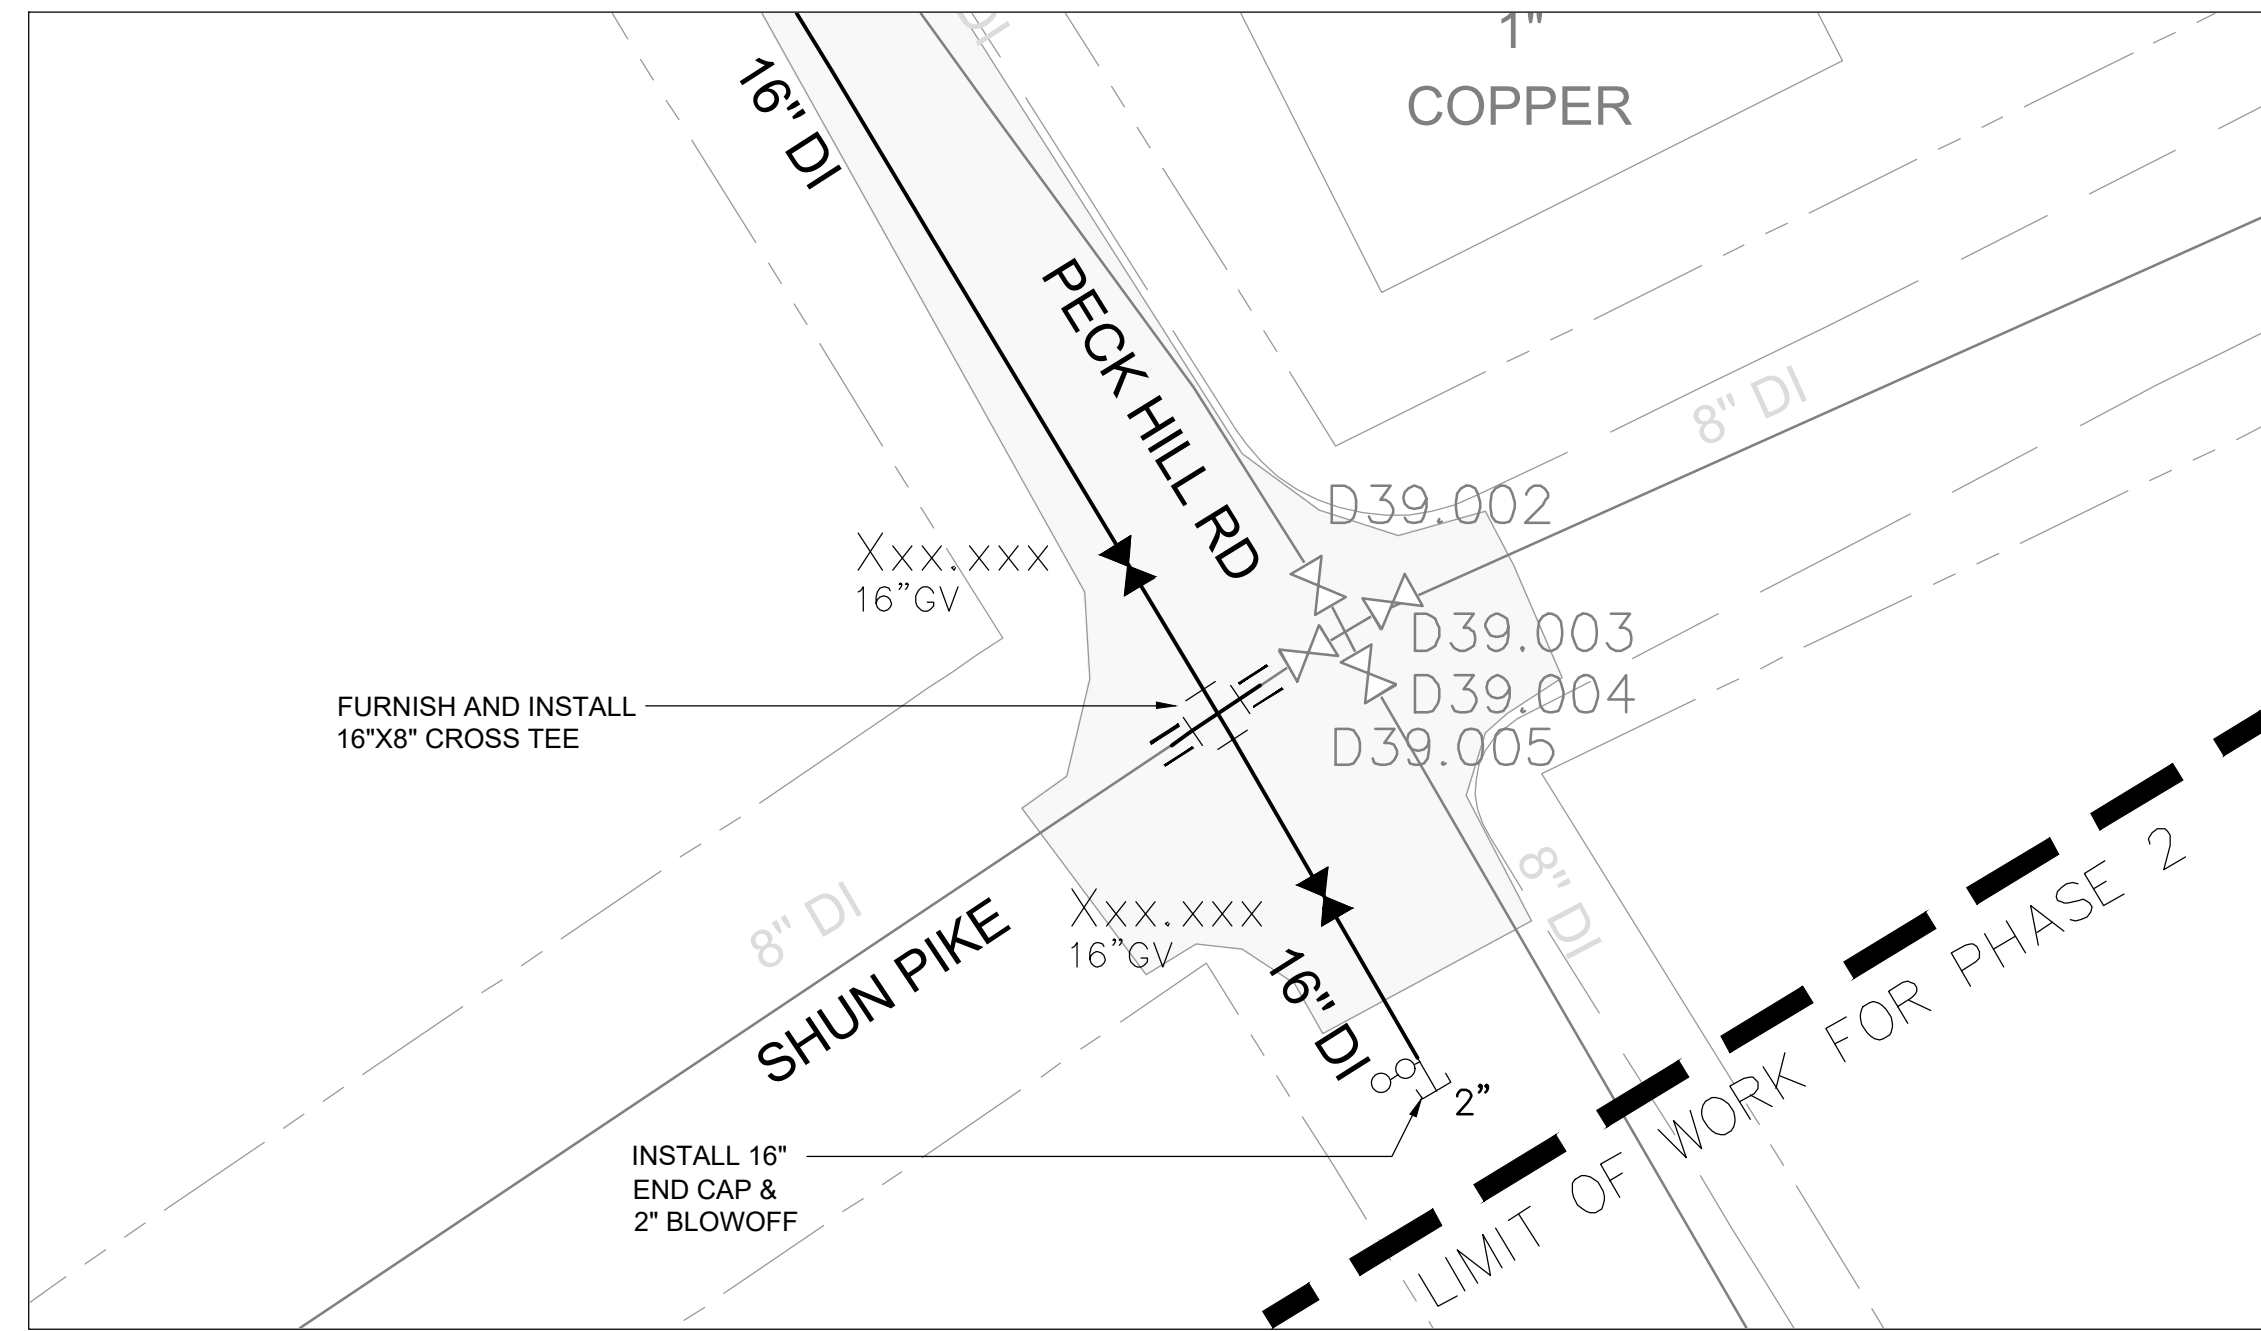 DI
1"
COPPER
16" DI
PECK HILL RD
8" DI
D39.002
Xxx.xxx
16”GV
D39.003
D39.004
D39.005
FURNISH AND INSTALL
16"X8" CROSS TEE
8" DI
SHUN PIKE
Xxx.xxx
16”GV
16" DI
8" DI
2”
INSTALL 16"
END CAP &
2" BLOWOFF
LIMIT OF WORK FOR PHASE 2